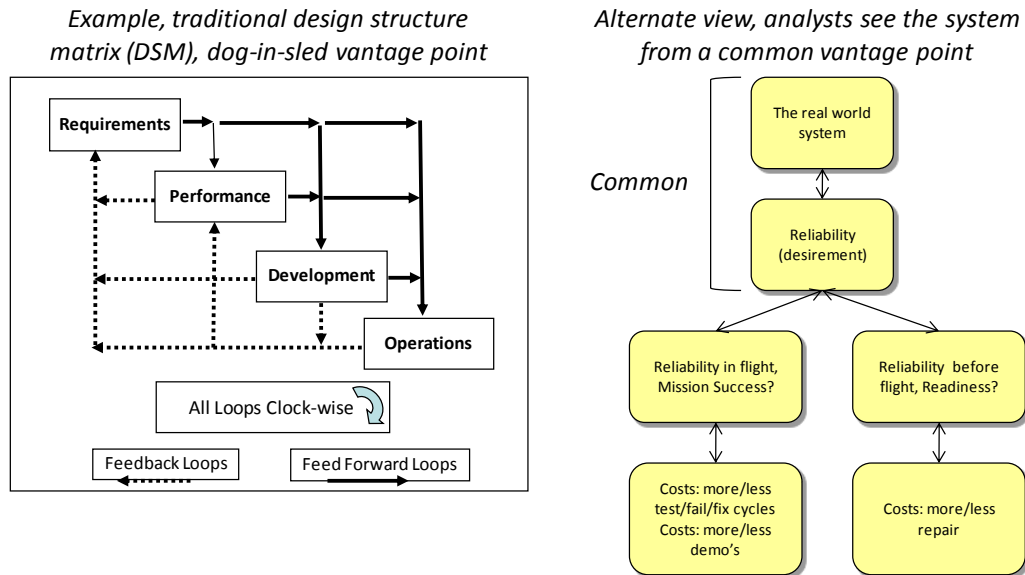 Example, traditional design structure
matrix (DSM), dog-in-sled vantage point
Requirements
Performance
Development
Operations
All Loops Clock-wise
Feedback Loops
Feed Forward Loops
Alternate view, analysts see the system
from a common vantage point
The real world
system
Common
Reliability
(desirement)
Reliability in flight,
Mission Success?
Reliability before
flight, Readiness?
Costs: more/less
test/fail/fix cycles
Costs: more/less
demo's
Costs: more/less
repair